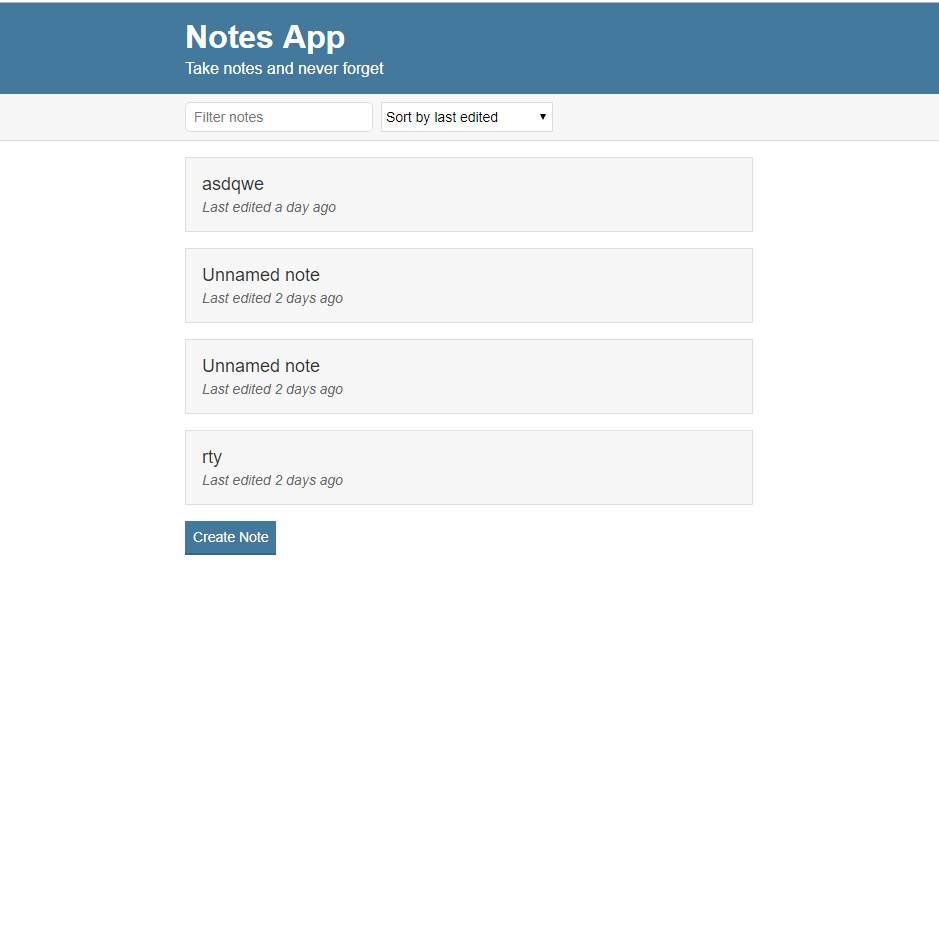 Notes App
Take notes and never forget
Filter notes
Sort by last edited
asdqwe
Last edited a day ago
Unnamed note
Last edited 2 days ago
Unnamed note
Last edited 2 days ago
rty
Last edited 2 days ago
Create Note